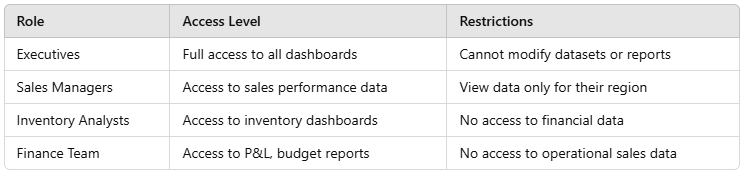 Role Access Level Restrictions
Executives Full access to all dashboards Cannot modify datasets or reports
Sales Managers Access to sales performance data View data only for their region
Inventory Analysts Access to inventory dashboards No access to financial data
Finance Team Access to P&L, budget reports No access to operational sales data